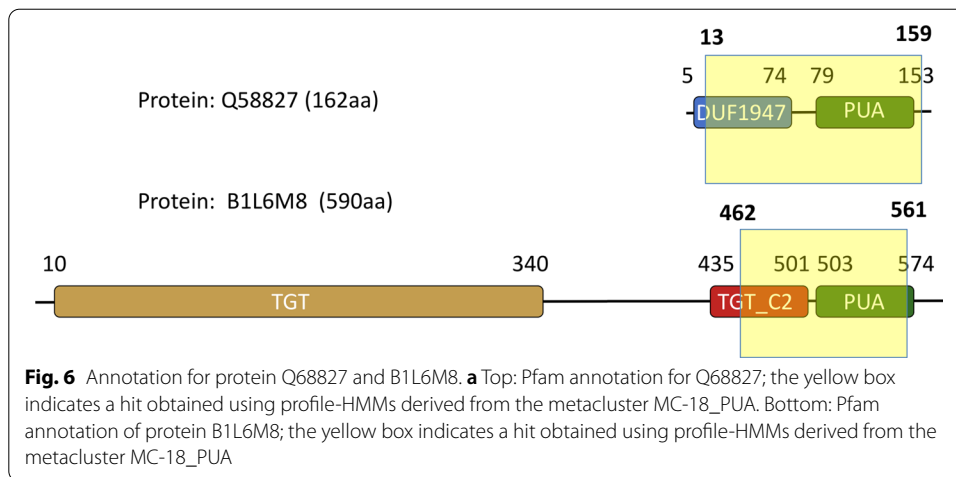 13 159
5 74 79 153
Protein: Q58827 (162aa)
DUF1947 PUA
Protein: B1L6M8 (590aa)
462 561
10 340 435 501 503 574
TGT TGT_C2 PUA
Fig. 6 Annotation for protein Q68827 and B1L6M8. a Top: Pfam annotation for Q68827; the yellow box
indicates a hit obtained using profile-HMMs derived from the metacluster MC-18_PUA. Bottom: Pfam
annotation of protein B1L6M8; the yellow box indicates a hit obtained using profile-HMMs derived from the
metacluster MC-18_PUA